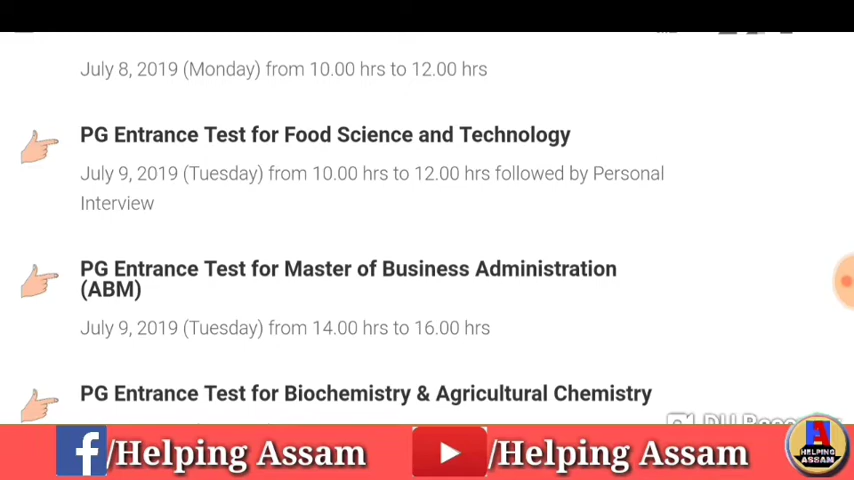 July 8, 2019 (Monday) from 10.00 hrs to 12.00 hrs
PG Entrance Test for Food Science and Technology
July 9, 2019 (Tuesday) from 10.00 hrs to 12.00 hrs followed by Personal
Interview
PG Entrance Test for Master of Business Administration
(ABM)
July 9, 2019 (Tuesday) from 14.00 hrs to 16.00 hrs
PG Entrance Test for Biochemistry & Agricultural Chemistry
f/Helping Assam
/Helping Assam
A
HELPING
ASSAM